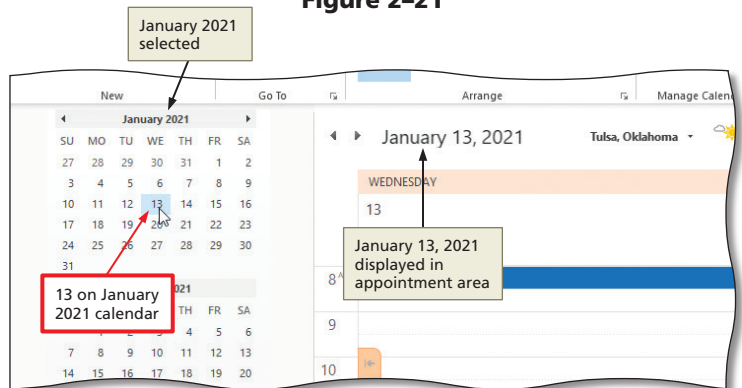 Figure 2–21
January 2021
selected
New
Go To
Arrange
Manage Calen
January 2021
SU MO TU WE TH FR SA
27 28 29 30 31 1 2
3 4 5 6 7 8 9
10 11 12 13 14 15 16
17 18 19 20 21 22 23
24 25 26 27 28 29 30
31
January 13, 2021
Tulsa, Oklahoma
WEDNESDAY
13
January 13, 2021
displayed in
appointment area
13 on January
2021 calendar
021
TH FR SA
4 5 6
7 8 9 10 11 12 13
14 15 16 17 18 19 20
8
9
10